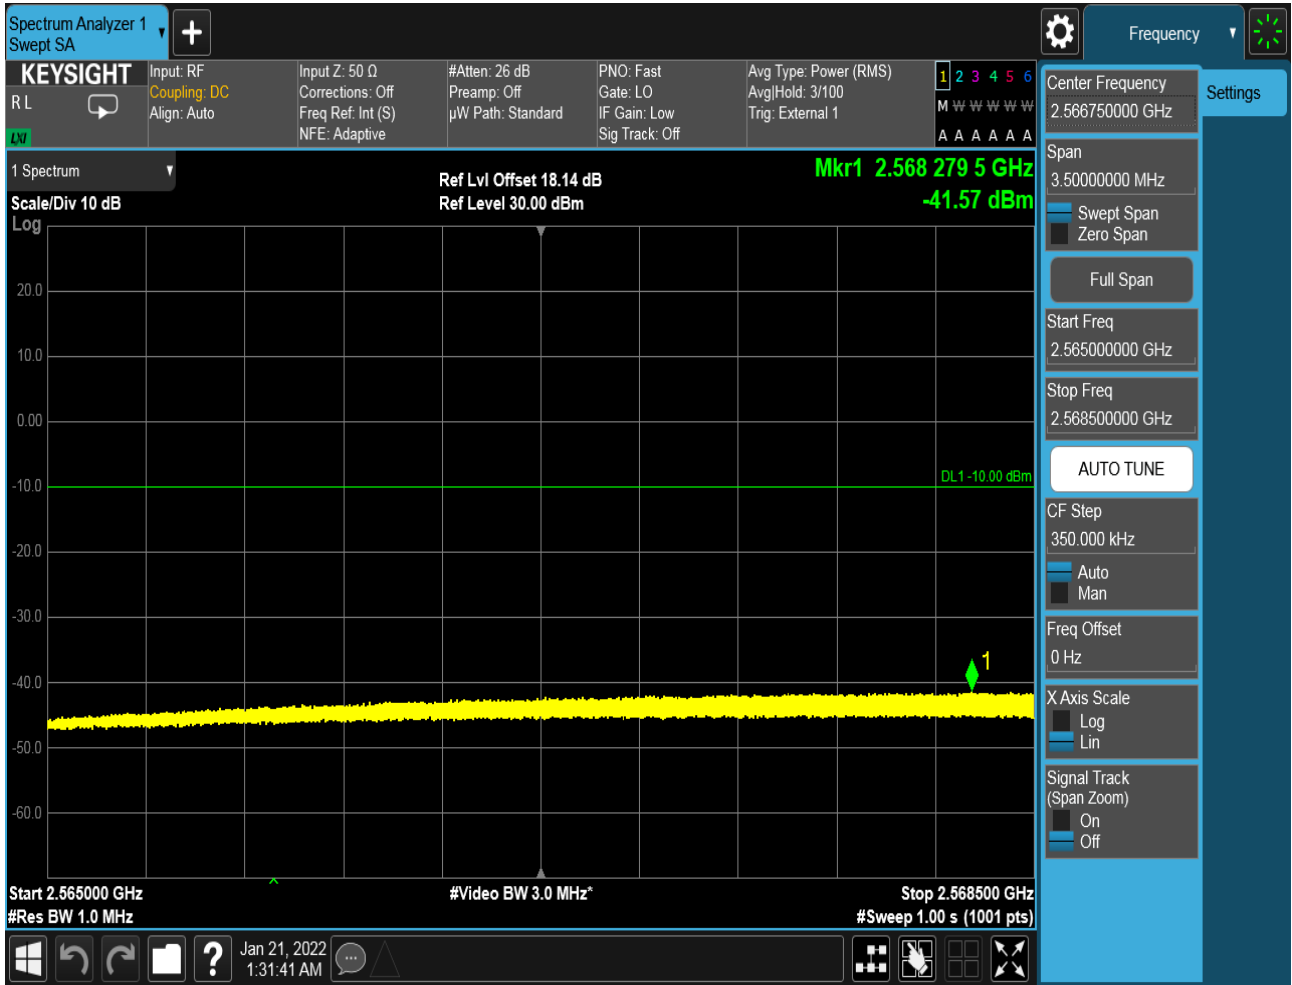 Spectrum Analyzer 1
Swept SA
Frequency
KEYSIGHT
R L
LXI
Input: RF
Coupling: DC
Align: Auto
Input Z: 50 Ω
Corrections: Off
Freq Ref: Int (S)
NFE: Adaptive
#Atten: 26 dB
Preamp: Off
µW Path: Standard
PNO: Fast
Gate: LO
IF Gain: Low
Sig Track: Off
Avg Type: Power (RMS)
Avg|Hold: 3/100
Trig: External 1
1 2 3 4 5 6
M W W W W W
A A A A A A
1 Spectrum
Scale/Div 10 dB
Log
Ref Lvl Offset 18.14 dB
Ref Level 30.00 dBm
Mkr1 2.568 279 5 GHz
-41.57 dBm
20.0
10.0
0.00
-10.0
-20.0
-30.0
-40.0
-50.0
-60.0
DL1 -10.00 dBm
1
Start 2.565000 GHz
#Res BW 1.0 MHz
#Video BW 3.0 MHz*
Stop 2.568500 GHz
#Sweep 1.00 s (1001 pts)
Jan 21, 2022
1:31:41 AM
Center Frequency
2.566750000 GHz
Span
3.50000000 MHz
Swept Span
Zero Span
Full Span
Start Freq
2.565000000 GHz
Stop Freq
2.568500000 GHz
AUTO TUNE
CF Step
350.000 kHz
Auto
Man
Freq Offset
0 Hz
X Axis Scale
Log
Lin
Signal Track
(Span Zoom)
On
Off
Settings